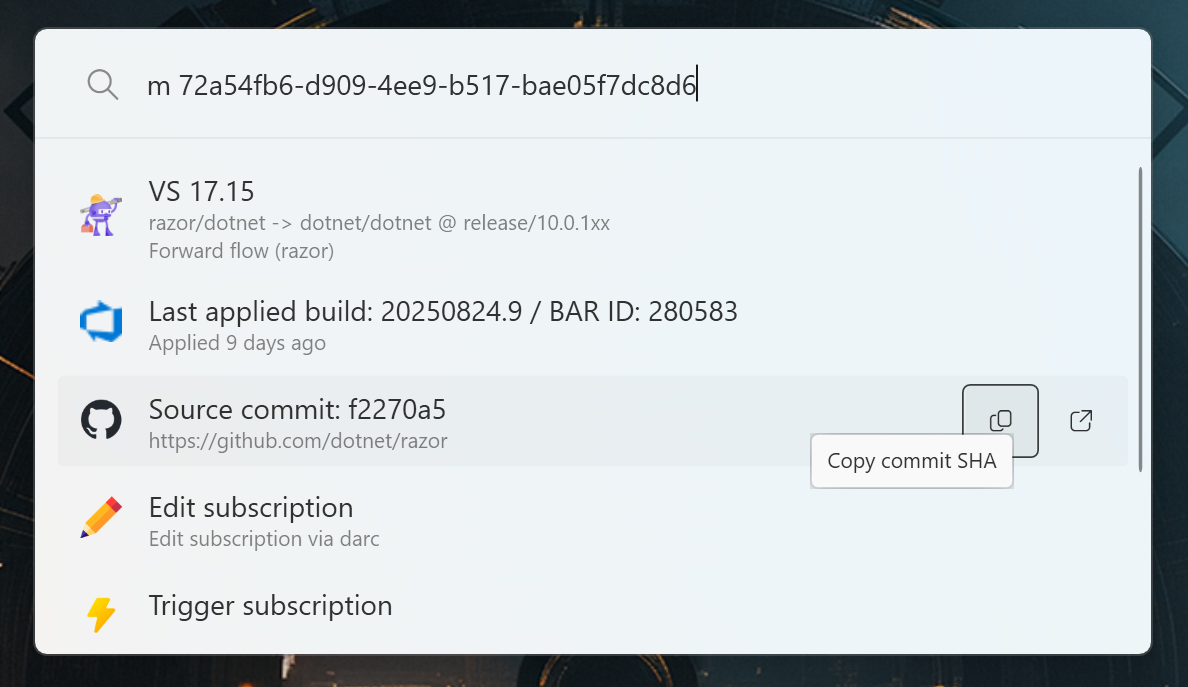 m 72a54fb6-d909-4ee9-b517-bae05f7dc8d6
VS 17.15
razor/dotnet -> dotnet/dotnet @ release/10.0.1xx
Forward flow (razor)
Last applied build: 20250824.9 / BAR ID: 280583
Applied 9 days ago
Source commit: f2270a5
https://github.com/dotnet/razor
Copy commit SHA
Edit subscription
Edit subscription via darc
Trigger subscription